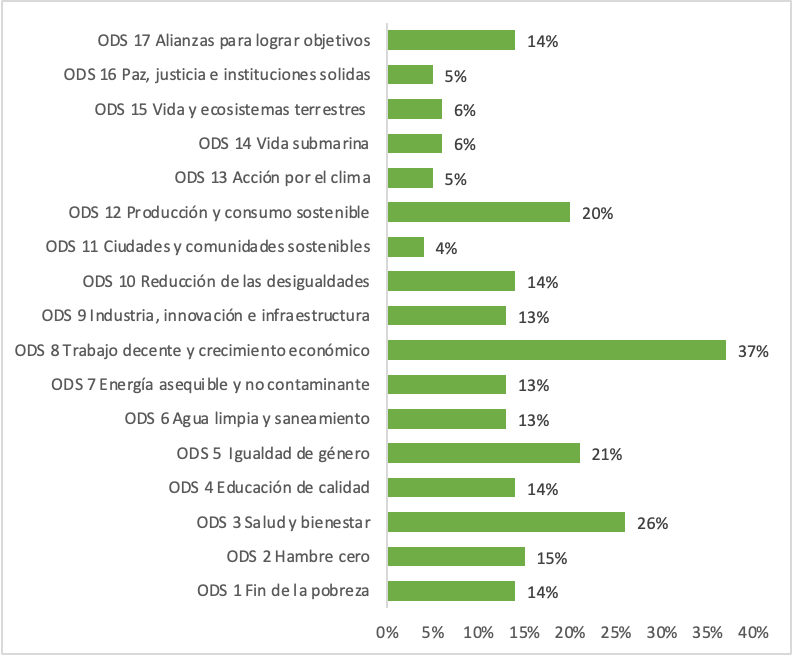 ODS 17 Alianzas para lograr objetivos 14%
ODS 16 Paz, justicia e instituciones solidas 5%
ODS 15 Vida y ecosistemas terrestres 6%
ODS 14 Vida submarina 6%
ODS 13 Acción por el clima 5%
ODS 12 Producción y consumo sostenible 20%
ODS 11 Ciudades y comunidades sostenibles 4%
ODS 10 Reducción de las desigualdades 14%
ODS 9 Industria, innovación e infraestructura 13%
ODS 8 Trabajo decente y crecimiento económico 37%
ODS 7 Energía asequible y no contaminante 13%
ODS 6 Agua limpia y saneamiento 13%
ODS 5 Igualdad de género 21%
ODS 4 Educación de calidad 14%
ODS 3 Salud y bienestar 26%
ODS 2 Hambre cero 15%
ODS 1 Fin de la pobreza 14%
0% 5% 10% 15% 20% 25% 30% 35% 40%